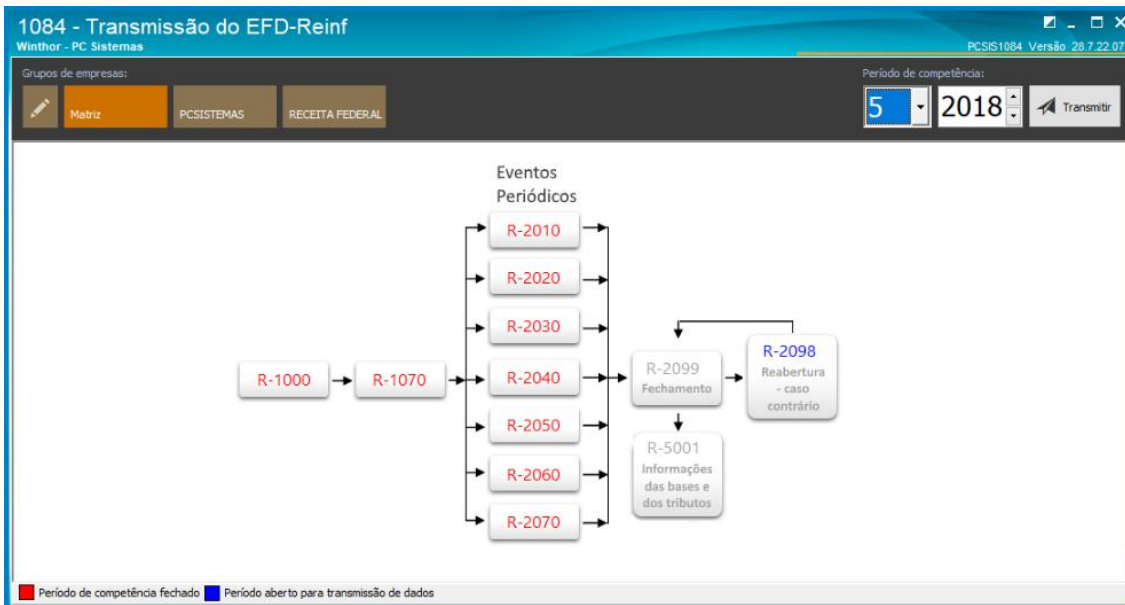 1084 - Transmissão do EFD-Reinf
Winthor - PC Sistemas
PCSIS1084 Versão 28.7.22.07
Grupos de empresas:
Período de competência:
Matriz
PCSISTEMAS
RECEITA FEDERAL
5
2018
Transmitir
Eventos
Periódicos
R-2010
R-2020
R-2030
R-1000
R-1070
R-2040
R-2050
R-2060
R-2070
R-2099
Fechamento
R-2098
Reabertura
- caso
contrário
R-5001
Informações
das bases e
dos tributos
Período de competência fechado
Período aberto para transmissão de dados